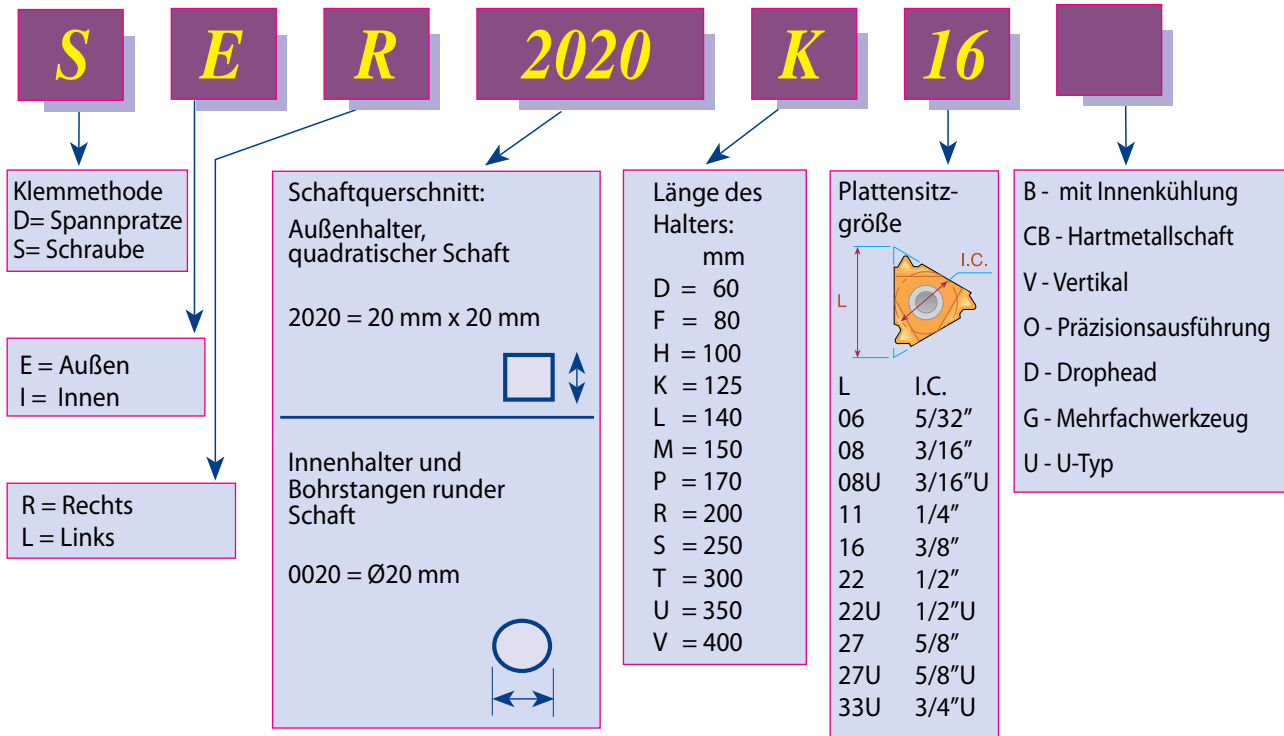 S E R 2020 K 16
Klemmethode
D= Spannpratze
S= Schraube
E = Außen
I = Innen
R = Rechts
L = Links
Schaftquerschnitt:
Außenhalter,
quadratischer Schaft
2020 = 20 mm x 20 mm
Innenhalter und
Bohrstangen runder
Schaft
0020 = Ø20 mm
Länge des
Halters:
mm
D = 60
F = 80
H = 100
K = 125
L = 140
M = 150
P = 170
R = 200
S = 250
T = 300
U = 350
V = 400
Plattensitz-
größe
I.C.
L
L I.C.
06 5/32”
08 3/16”
08U 3/16”U
11 1/4”
16 3/8”
22 1/2”
22U 1/2”U
27 5/8”
27U 5/8”U
33U 3/4”U
B - mit Innenkühlung
CB - Hartmetallschaft
V - Vertikal
O - Präzisionsausführung
D - Drophead
G - Mehrfachwerkzeug
U - U-Typ